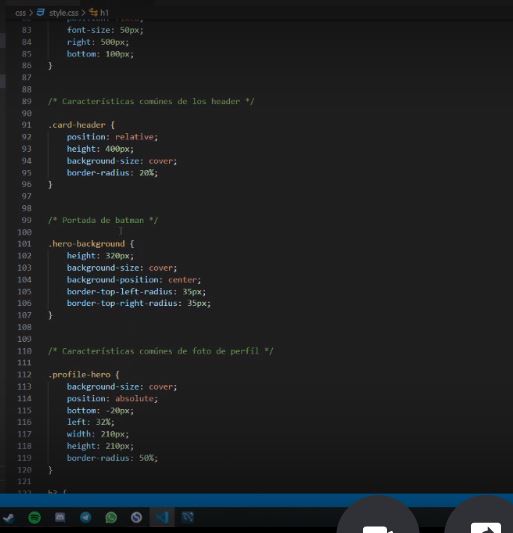 css > style.css > h1
82 position:
83 font-size: 50px;
84 right: 500px;
85 bottom: 100px;
86 }
87
88
89 /* Características comúnes de los header */
90
91 .card-header {
92 position: relative;
93 height: 400px;
94 background-size: cover;
95 border-radius: 20%;
96 }
97
98
99 /* Portada de batman */
100
101 .hero-background {
102 height: 320px;
103 background-size: cover;
104 background-position: center;
105 border-top-left-radius: 35px;
106 border-top-right-radius: 35px;
107 }
108
109
110 /* Características comúnes de foto de perfil */
111
112 .profile-hero {
113 background-size: cover;
114 position: absolute;
115 bottom: -20px;
116 left: 32%;
117 width: 210px;
118 height: 210px;
119 border-radius: 50%;
120 }
121
122 h3 {